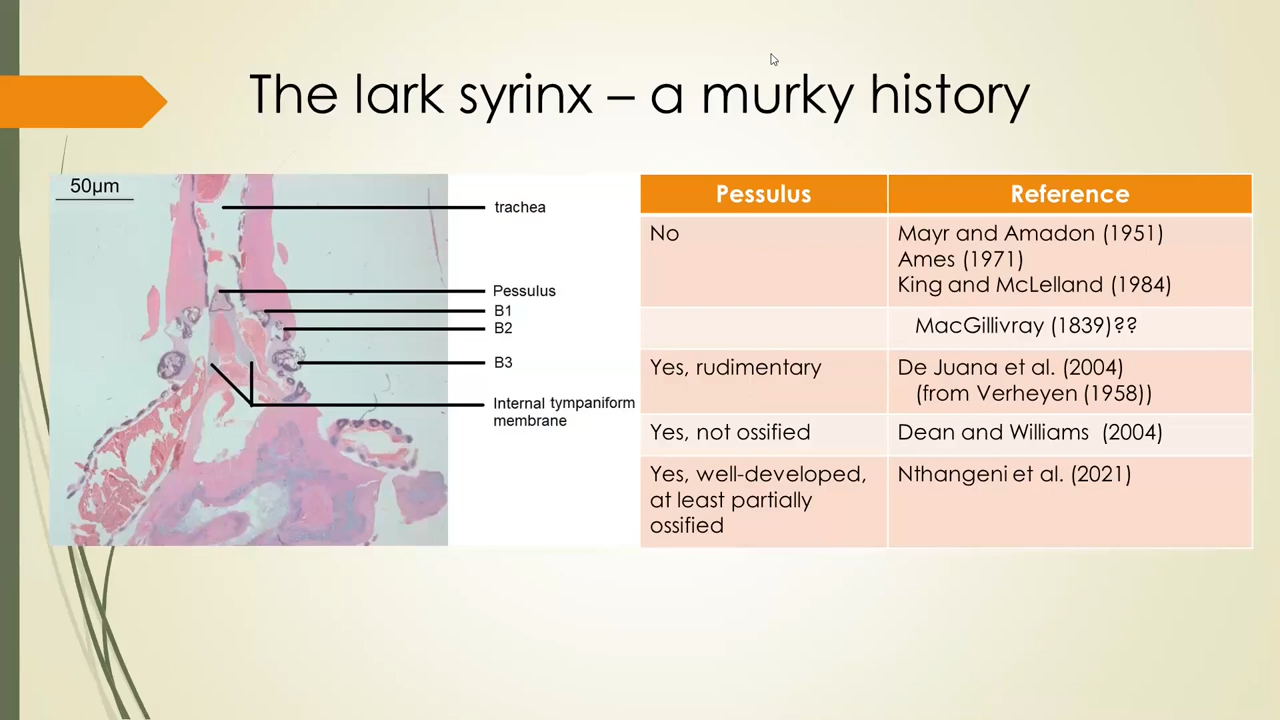 The lark syrinx – a murky history
50µm
trachea
Pessulus
B1
B2
B3
Internal tympaniform
membrane
Pessulus
Reference
No
Mayr and Amadon (1951)
Ames (1971)
King and McLelland (1984)
MacGillivray (1839)??
Yes, rudimentary
De Juana et al. (2004)
(from Verheyen (1958))
Yes, not ossified
Dean and Williams (2004)
Yes, well-developed,
at least partially
ossified
Nthangeni et al. (2021)